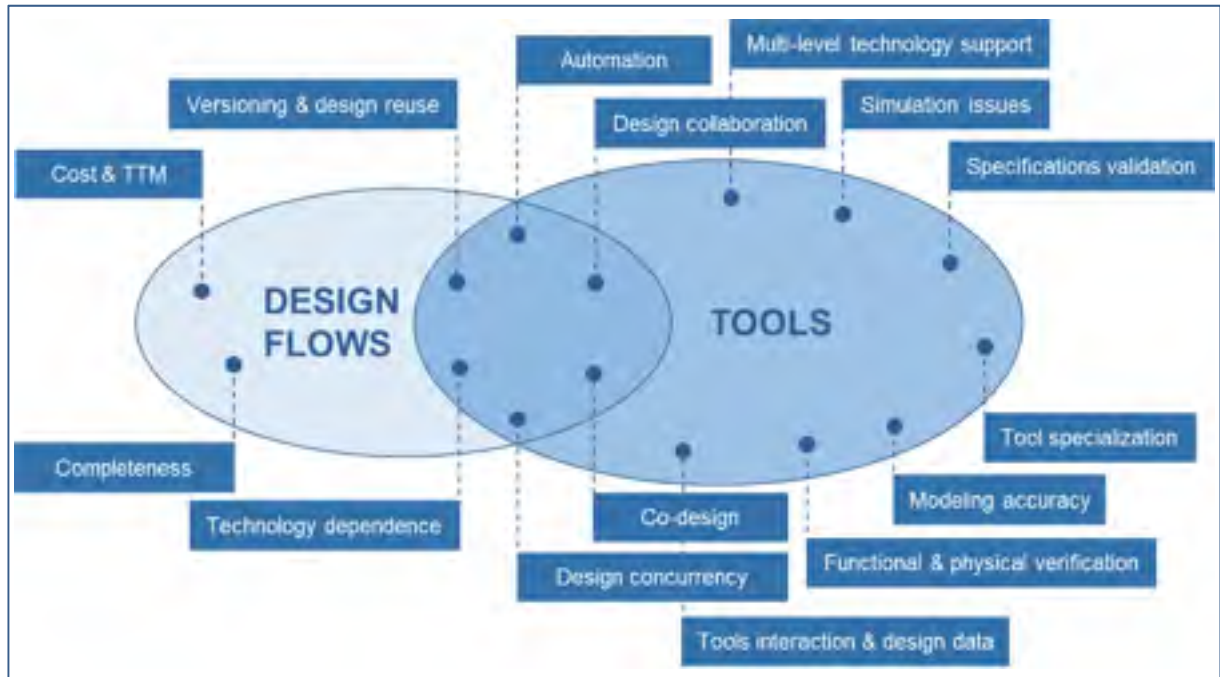 Multi-level technology support
Automation
Versioning & design reuse
Simulation issues
Design collaboration
Cost & TTM
Specifications validation
DESIGN
FLOWS
TOOLS
Completeness
Tool specialization
Technology dependence
Co-design
Modeling accuracy
Design concurrency
Functional & physical verification
Tools interaction & design data